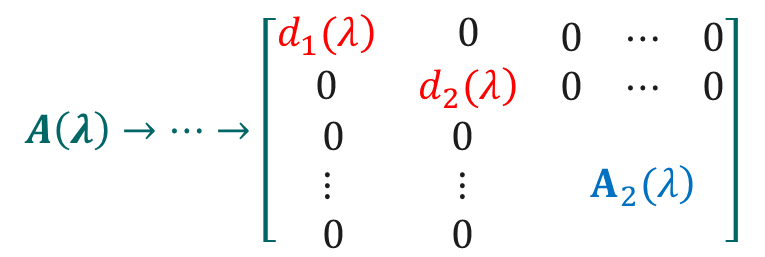 d₁(λ) 0 0 ⋯ 0
0 d₂(λ) 0 ⋯ 0
A(λ) → ⋯ → 0 0
⋮ ⋮ A₂(λ)
0 0